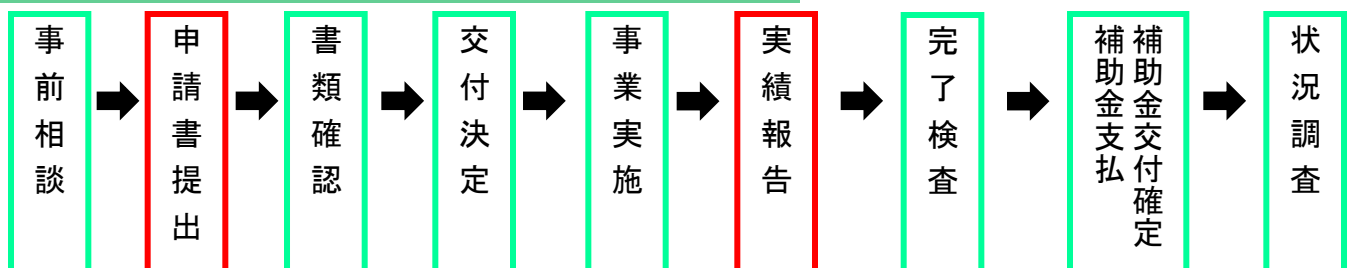 事前相談
申請書提出
書類確認
交付決定
事業実施
実績報告
完了検査
補助金交付確定
補助金支払
状況調査